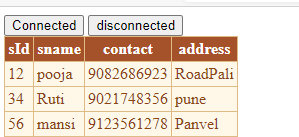 Connected disconnected
sId sname contact address
12 pooja 9082686923 RoadPali
34 Ruti 9021748356 pune
56 mansi 9123561278 Panvel